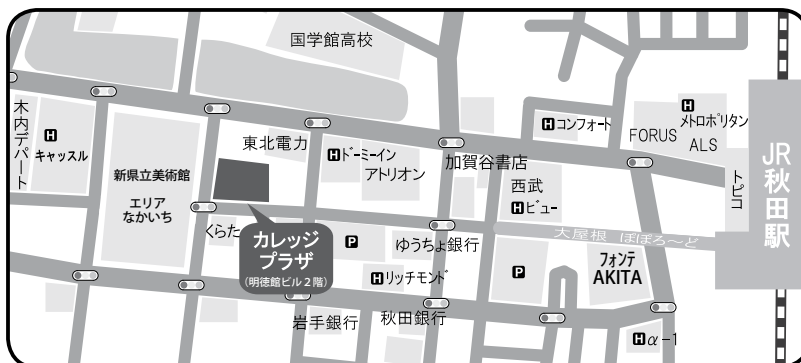 国学館高校
木内デパート
H
キャッスル
新県立美術館
エリア
なかいち
東北電力
H ドーミーイン
アトリオン
加賀谷書店
H コンフォート
FORUS
H
メトロポリタン
ALS
トピコ
JR秋田駅
西武
H ビュー
大屋根 ぽぽろ~ど
くらた
カレッジ
プラザ
(明徳館ビル2階)
P
ゆうちょ銀行
H リッチモンド
P
フォンテ
AKITA
岩手銀行
秋田銀行
H α-1